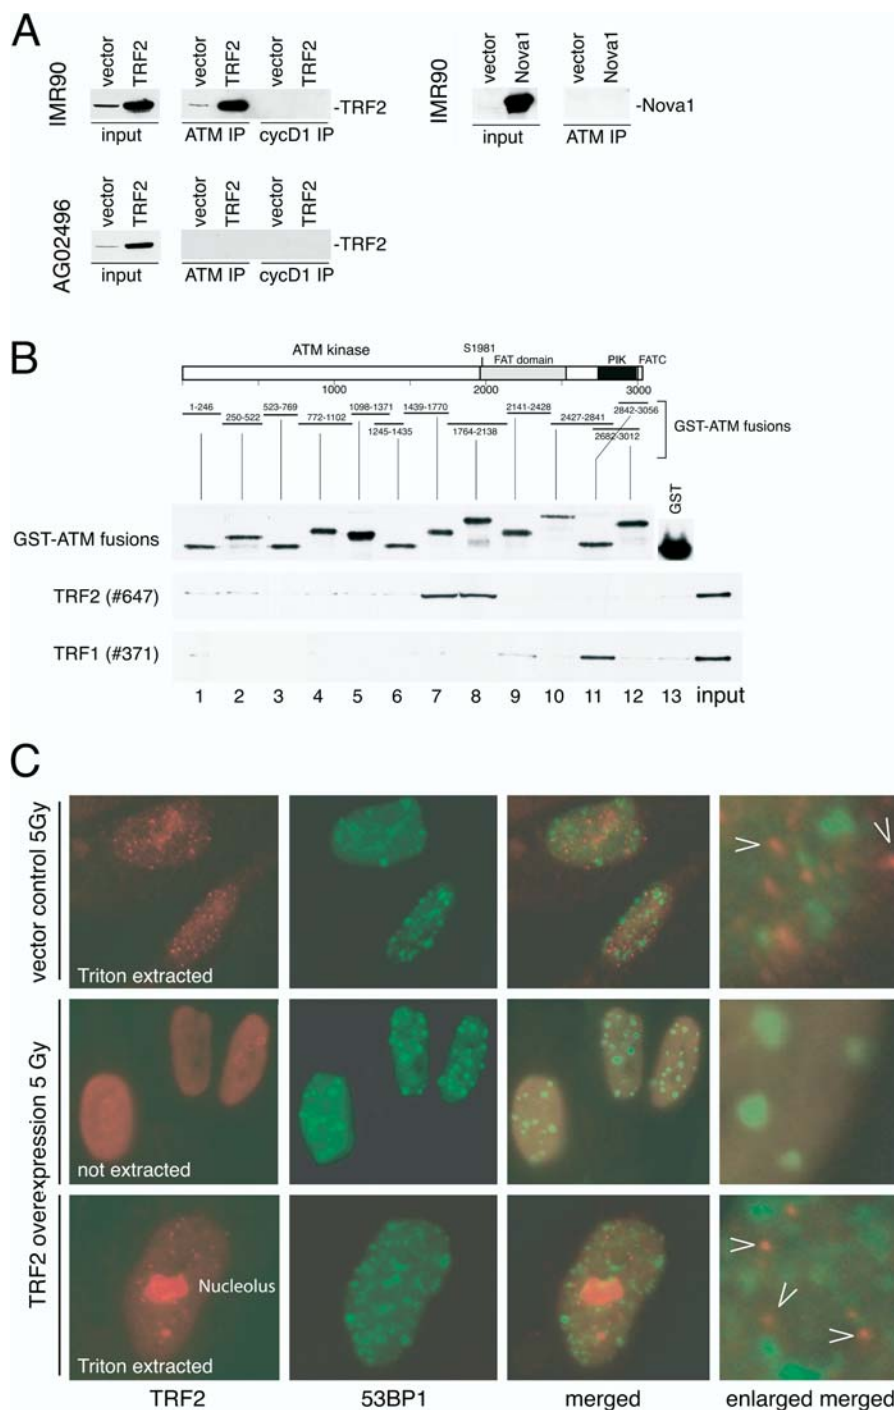 A
IMR90
vector
TRF2
vector
TRF2
vector
TRF2
-TRF2
input
ATM IP
cycD1 IP
IMR90
vector
Nova1
vector
Nova1
-Nova1
input
ATM IP
AG02496
vector
TRF2
vector
TRF2
vector
TRF2
-TRF2
input
ATM IP
cycD1 IP
B
ATM kinase
S1981
FAT domain
PIK
FATC
1000
2000
3000
1-246
250-522
523-769
772-1102
1098-1371
1245-1435
1439-1770
1764-2138
2141-2428
2427-2841
2682-3012
2842-3056
GST-ATM fusions
GST
GST-ATM fusions
TRF2 (#647)
TRF1 (#371)
1 2 3 4 5 6 7 8 9 10 11 12 13 input
C
vector control 5Gy
Triton extracted
TRF2 overexpression 5 Gy
not extracted
Nucleolus
Triton extracted
TRF2
53BP1
merged
enlarged merged